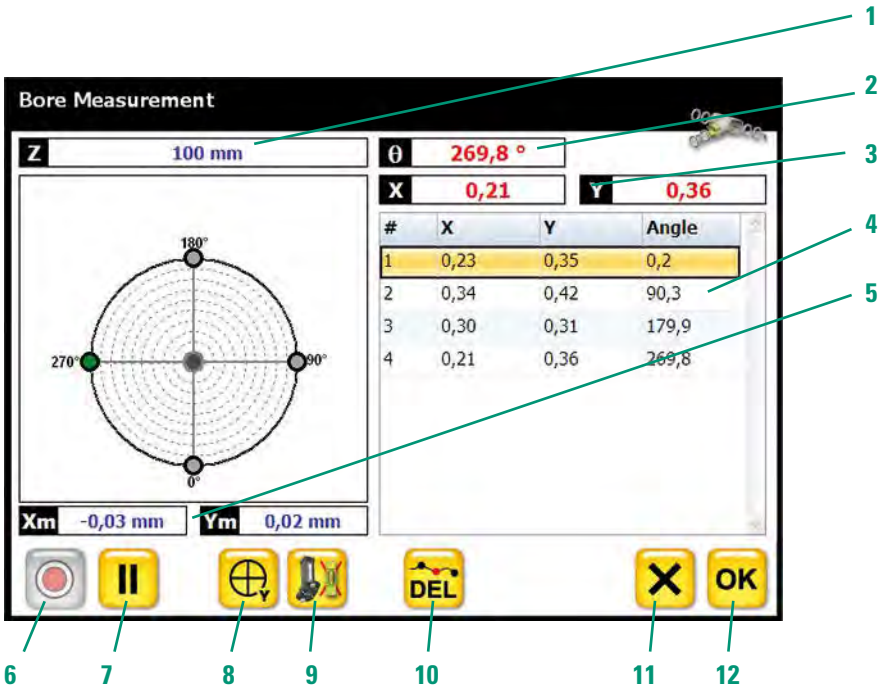 1
Bore Measurement
2
Z 100 mm θ 269,8 °
3
X 0,21 Y 0,36
# X Y Angle
4
1 0,23 0,35 0,2
2 0,34 0,42 90,3
5
3 0,30 0,31 179,9
4 0,21 0,36 269,8
180°
270° 90°
0°
Xm -0,03 mm Ym 0,02 mm
Y DEL OK
6 7 8 9 10 11 12